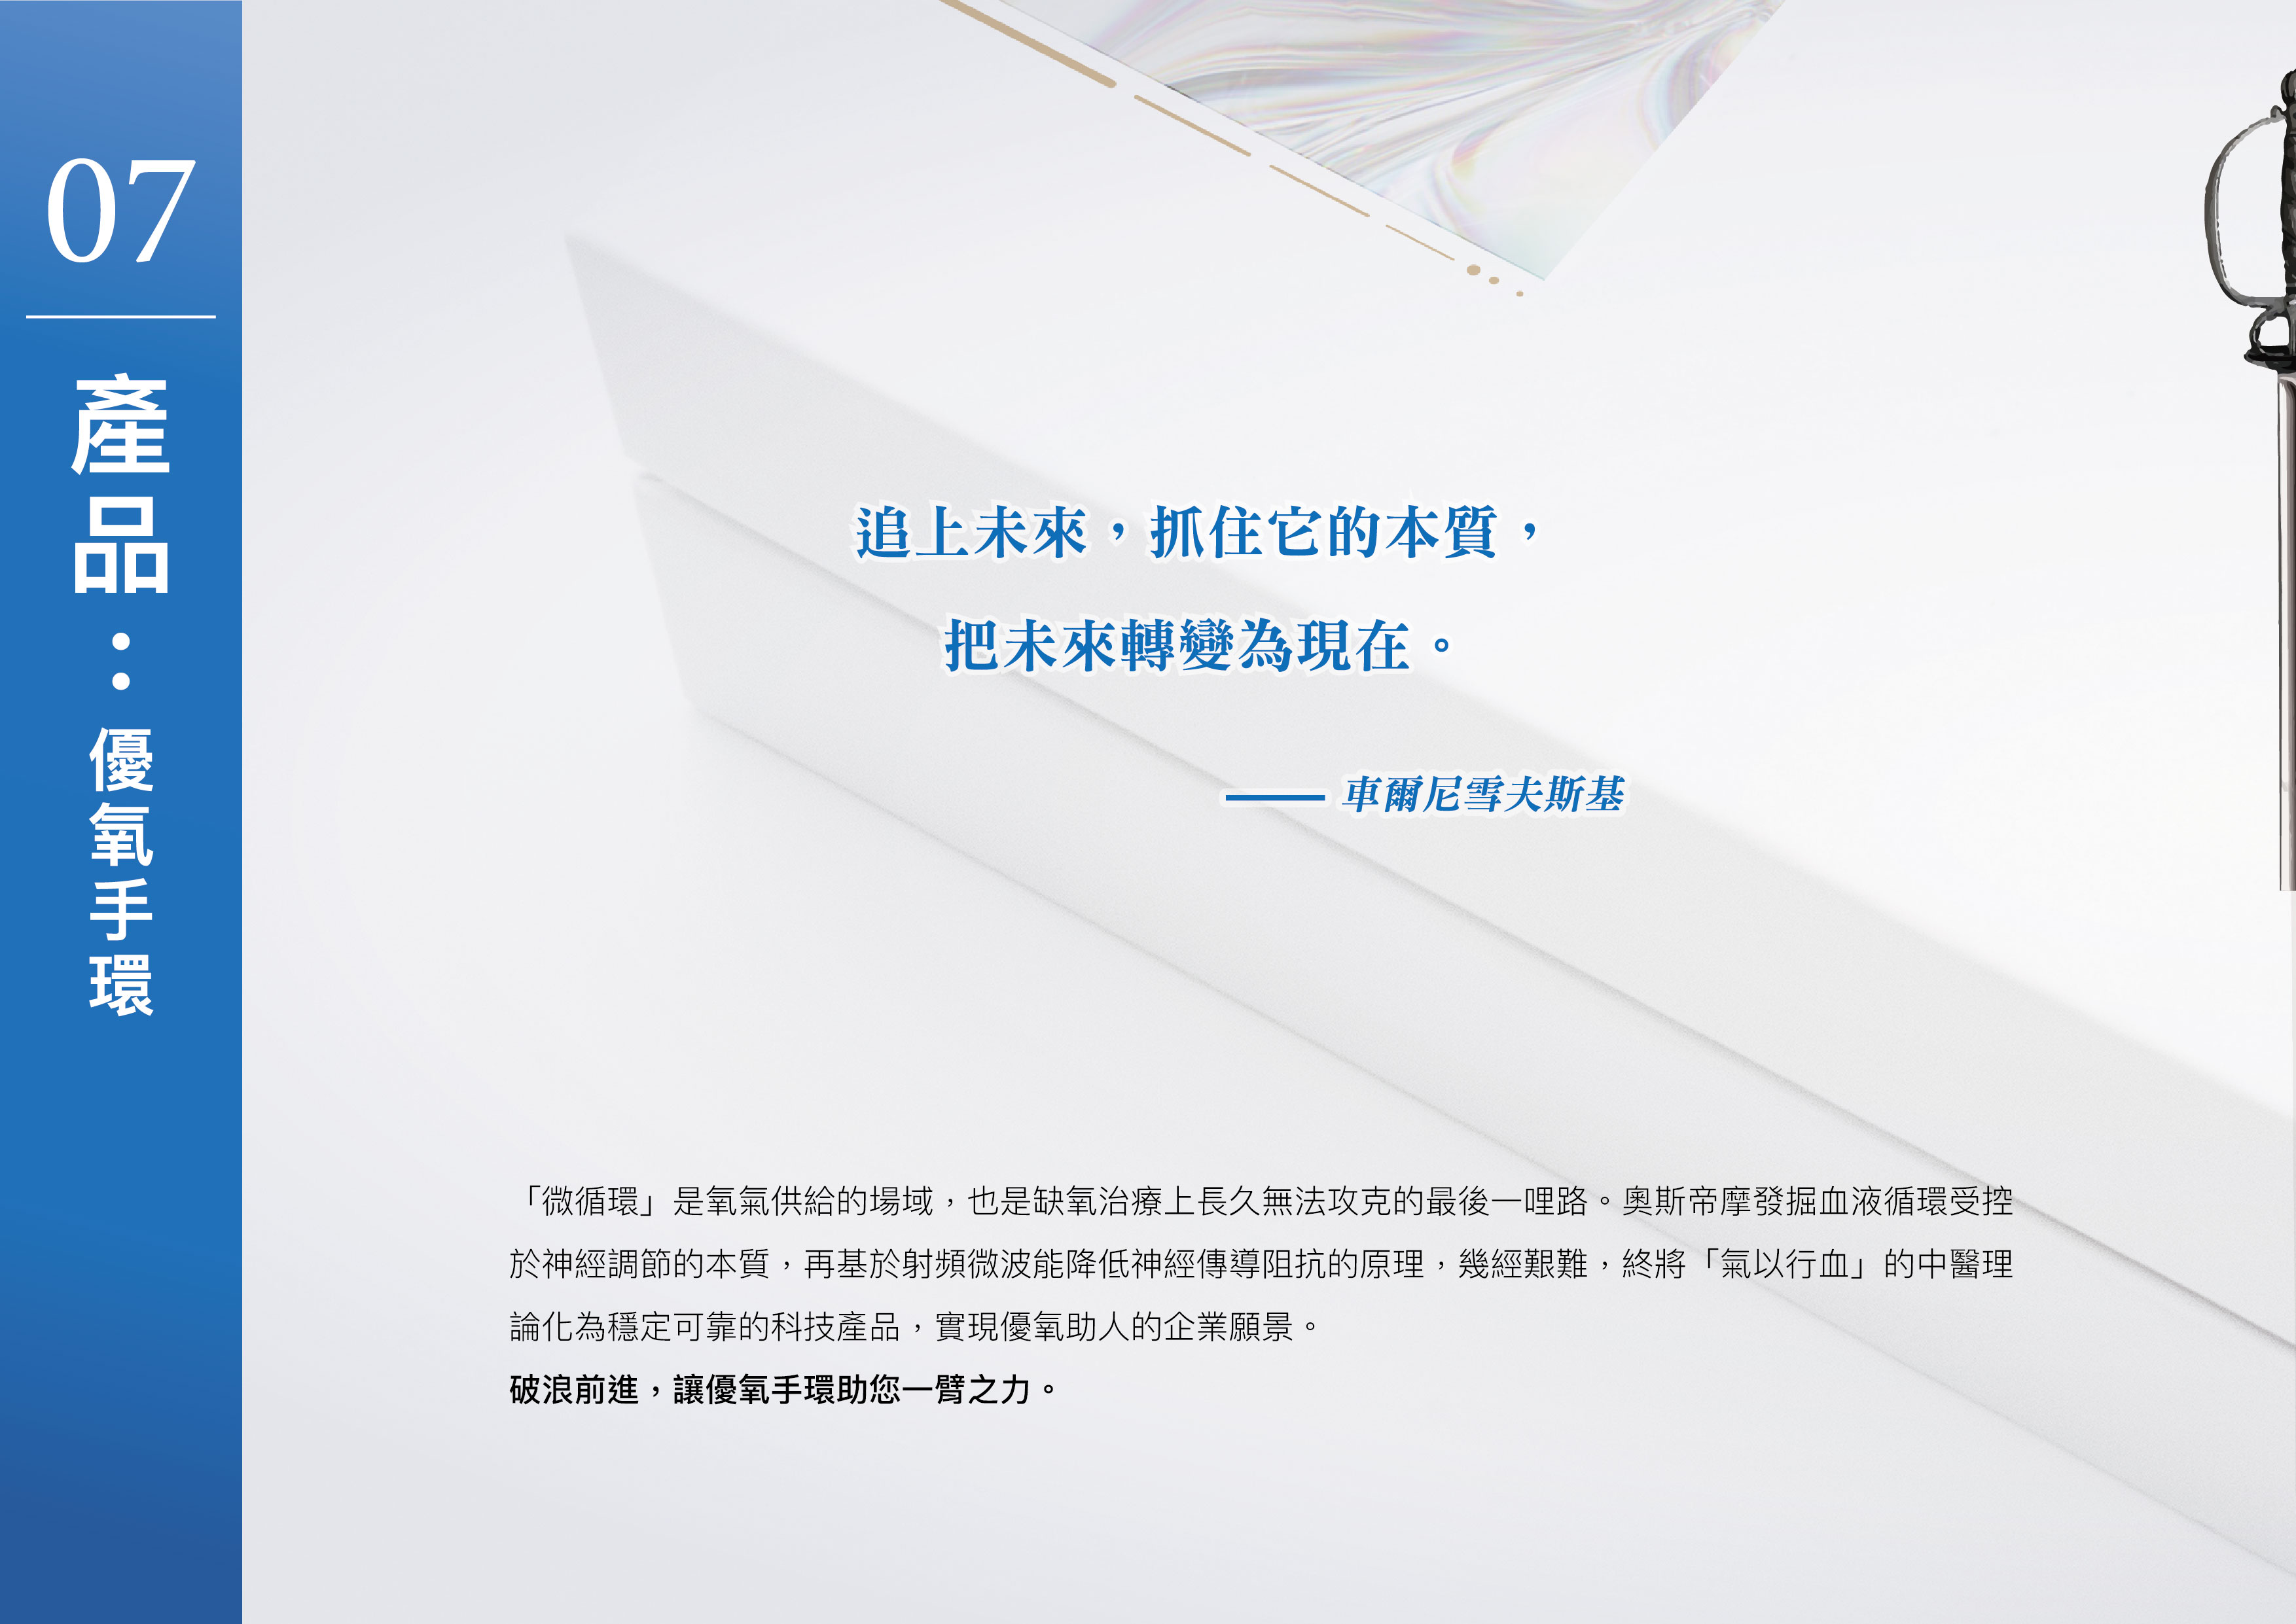 07
產品：優氧手環
追上未來，抓住它的本質，
把未來轉變為現在。
—— 車爾尼雪夫斯基
「微循環」是氧氣供給的場域，也是缺氧治療上長久無法攻克的最後一哩路。奧斯帝摩發掘血液循環受控
於神經調節的本質，再基於射頻微波能降低神經傳導阻抗的原理，幾經艱難，終將「氣以行血」的中醫理
論化為穩定可靠的科技產品，實現優氧助人的企業願景。
破浪前進，讓優氧手環助您一臂之力。